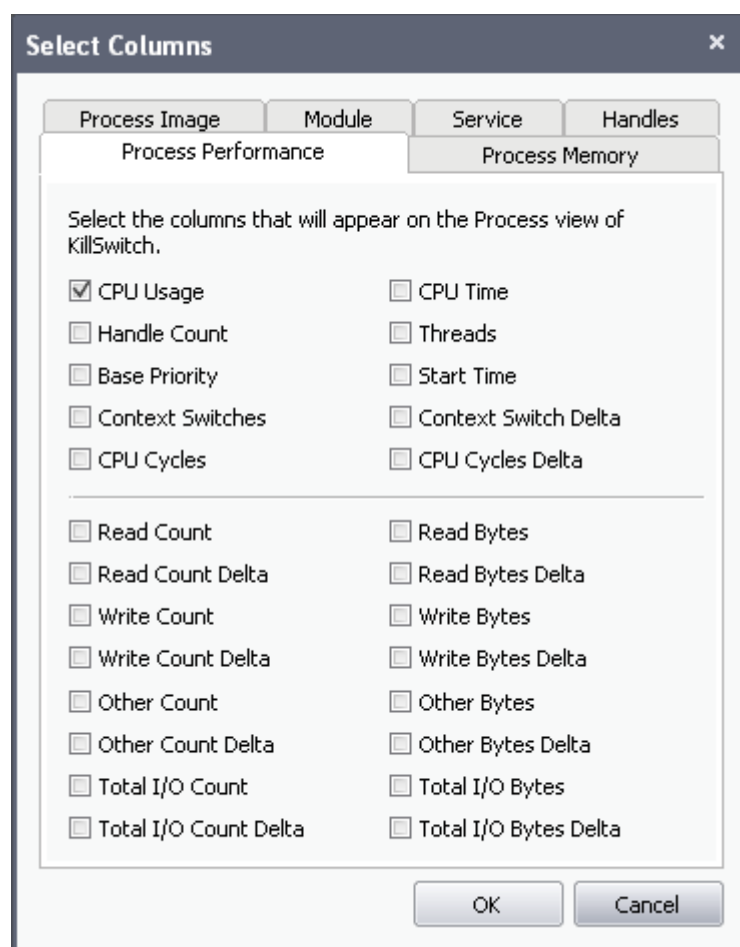 Select Columns
Process Image
Module
Service
Handles
Process Performance
Process Memory
Select the columns that will appear on the Process view of
KillSwitch.
CPU Usage
CPU Time
Handle Count
Threads
Base Priority
Start Time
Context Switches
Context Switch Delta
CPU Cycles
CPU Cycles Delta
Read Count
Read Bytes
Read Count Delta
Read Bytes Delta
Write Count
Write Bytes
Write Count Delta
Write Bytes Delta
Other Count
Other Bytes
Other Count Delta
Other Bytes Delta
Total I/O Count
Total I/O Bytes
Total I/O Count Delta
Total I/O Bytes Delta
OK
Cancel